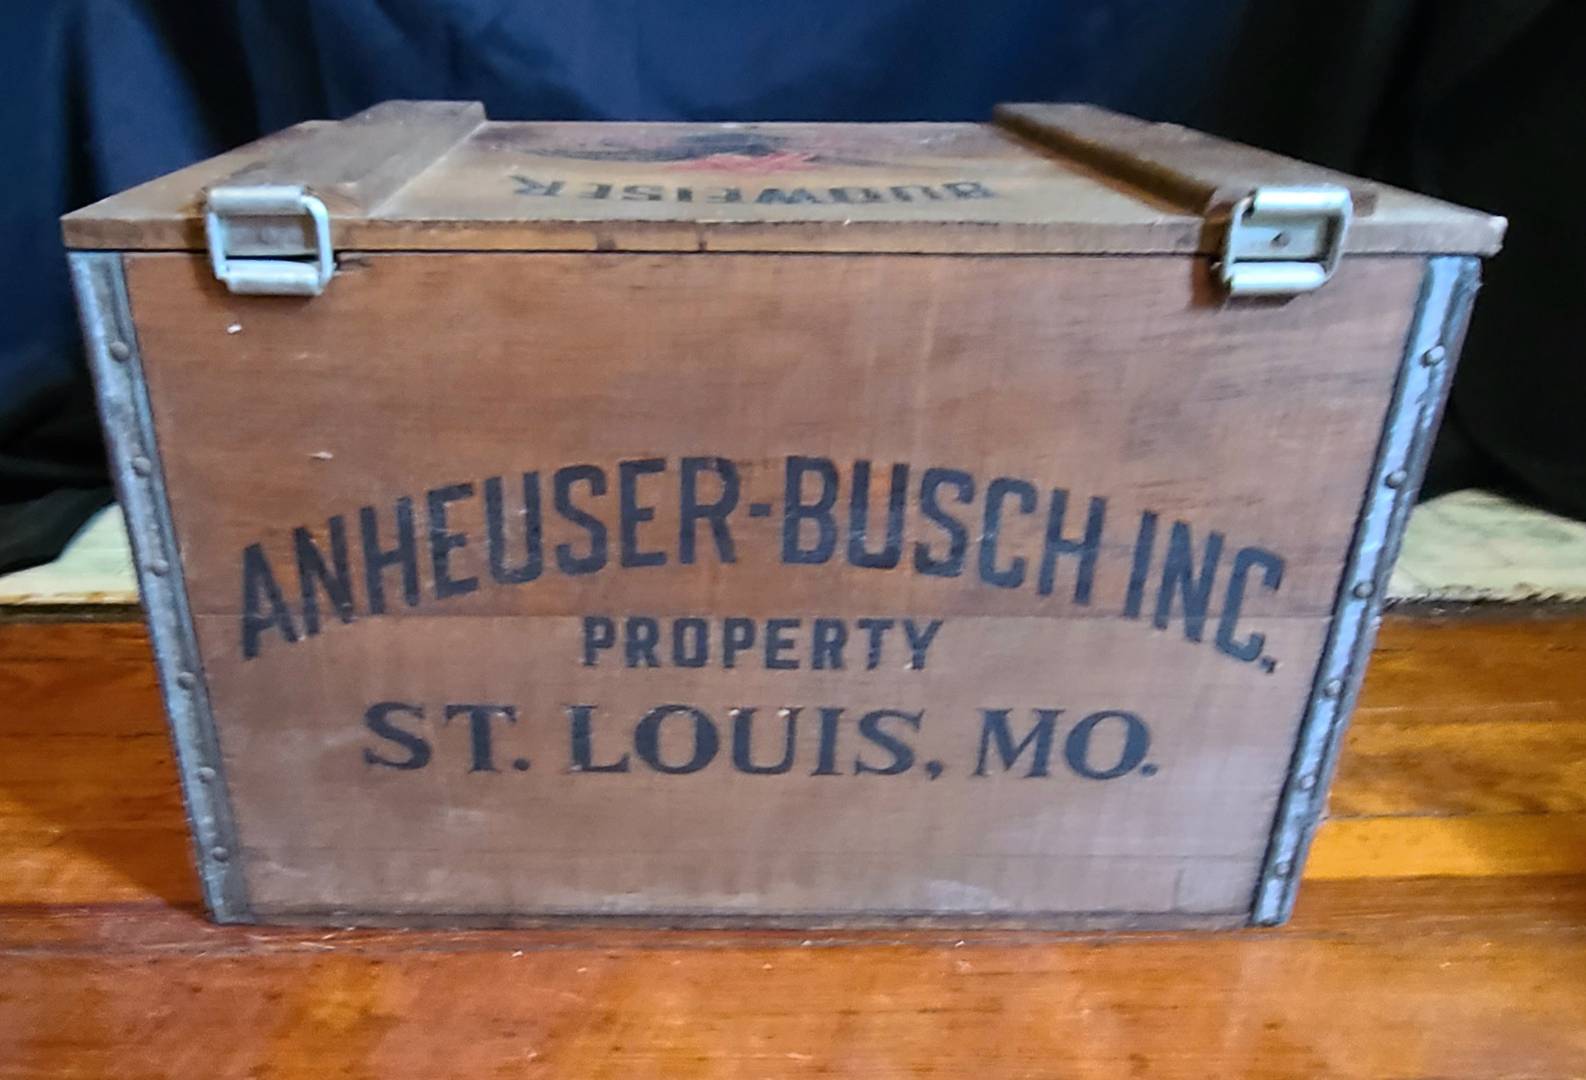 BUDWEISER
ANHEUSER-BUSCH INC.
PROPERTY
ST. LOUIS, MO.